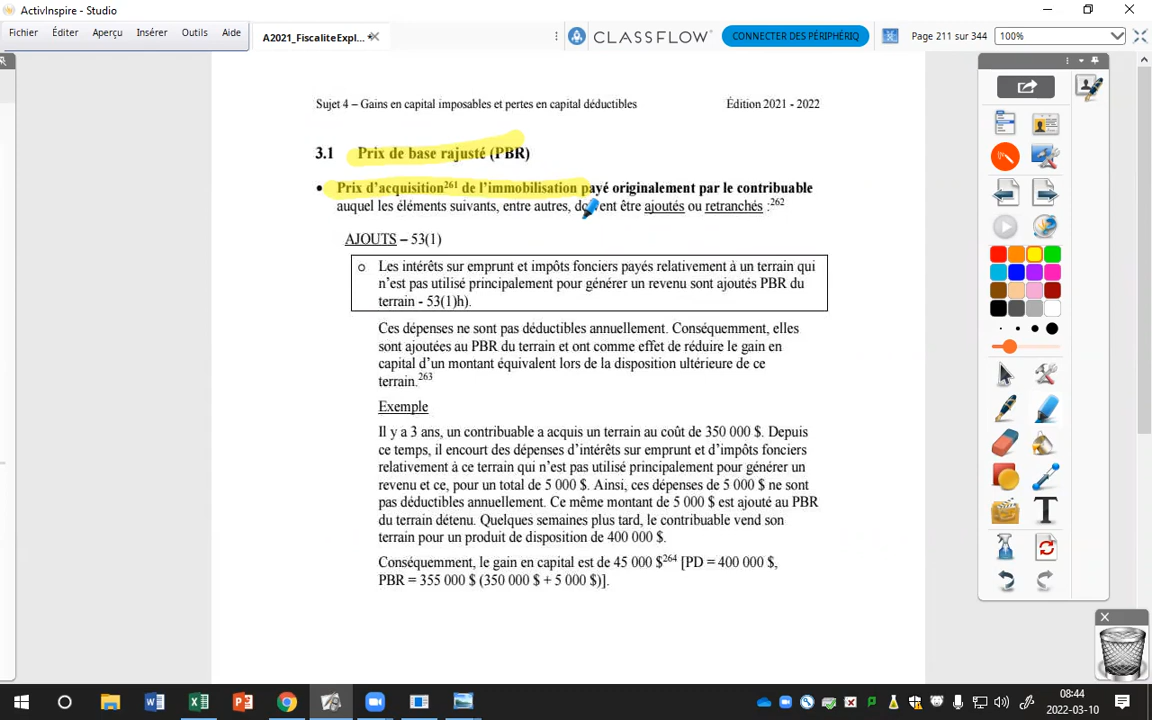 ActivInspire - Studio
Fichier Éditer Aperçu Insérer Outils Aide
A2021_FiscaliteExpl...
CLASSFLOW
CONNECTER DES PÉRIPHÉRIQ
Page 211 sur 344
100%
Sujet 4 – Gains en capital imposables et pertes en capital déductibles Édition 2021 - 2022
3.1 Prix de base rajusté (PBR)
• Prix d'acquisition261 de l'immobilisation payé originalement par le contribuable
auquel les éléments suivants, entre autres, doivent être ajoutés ou retranchés :262
AJOUTS – 53(1)
o Les intérêts sur emprunt et impôts fonciers payés relativement à un terrain qui
n'est pas utilisé principalement pour générer un revenu sont ajoutés PBR du
terrain - 53(1)h).
Ces dépenses ne sont pas déductibles annuellement. Conséquemment, elles
sont ajoutées au PBR du terrain et ont comme effet de réduire le gain en
capital d'un montant équivalent lors de la disposition ultérieure de ce
terrain.263
Exemple
Il y a 3 ans, un contribuable a acquis un terrain au coût de 350 000 $. Depuis
ce temps, il encourt des dépenses d'intérêts sur emprunt et d'impôts fonciers
relativement à ce terrain qui n'est pas utilisé principalement pour générer un
revenu et ce, pour un total de 5 000 $. Ainsi, ces dépenses de 5 000 $ ne sont
pas déductibles annuellement. Ce même montant de 5 000 $ est ajouté au PBR
du terrain détenu. Quelques semaines plus tard, le contribuable vend son
terrain pour un produit de disposition de 400 000 $.
Conséquemment, le gain en capital est de 45 000 $264 [PD = 400 000 $,
PBR = 355 000 $ (350 000 $ + 5 000 $)].
08:44
2022-03-10